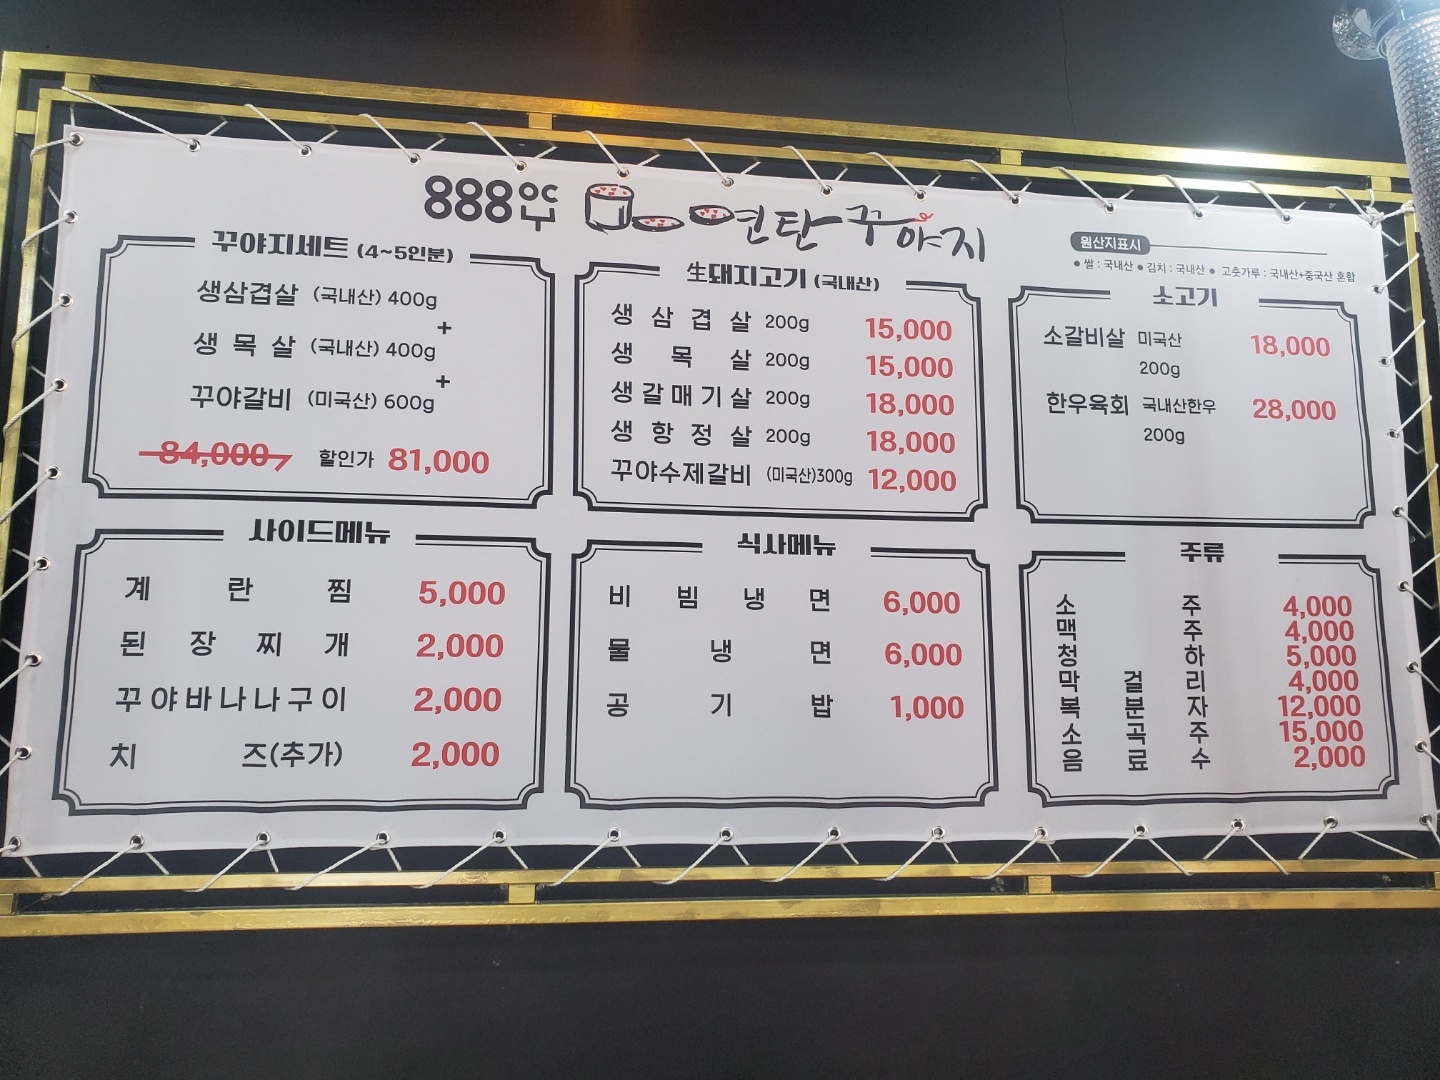 888℃ 연탄꾸야지
원산지표시
● 쌀 : 국내산 ● 김치 : 국내산 ● 고춧가루 : 국내산+중국산 혼합
꾸야지세트 (4~5인분)
생삼겹살 (국내산) 400g
+
생 목 살 (국내산) 400g
+
꾸야갈비 (미국산) 600g
84,000 할인가 81,000
生돼지고기 (국내산)
생 삼 겹 살 200g 15,000
생 목 살 200g 15,000
생 갈 매 기 살 200g 18,000
생 항 정 살 200g 18,000
꾸야수제갈비 (미국산)300g 12,000
소고기
소갈비살 미국산 18,000
200g
한우육회 국내산한우 28,000
200g
사이드메뉴
계 란 찜 5,000
된 장 찌 개 2,000
꾸 야 바 나 나 구 이 2,000
치 즈(추가) 2,000
식사메뉴
비 빔 냉 면 6,000
물 냉 면 6,000
공 기 밥 1,000
주류
소 주 4,000
맥 주 4,000
청 하 5,000
막 걸 리 4,000
복 분 자 12,000
소 곡 주 15,000
음 료 수 2,000